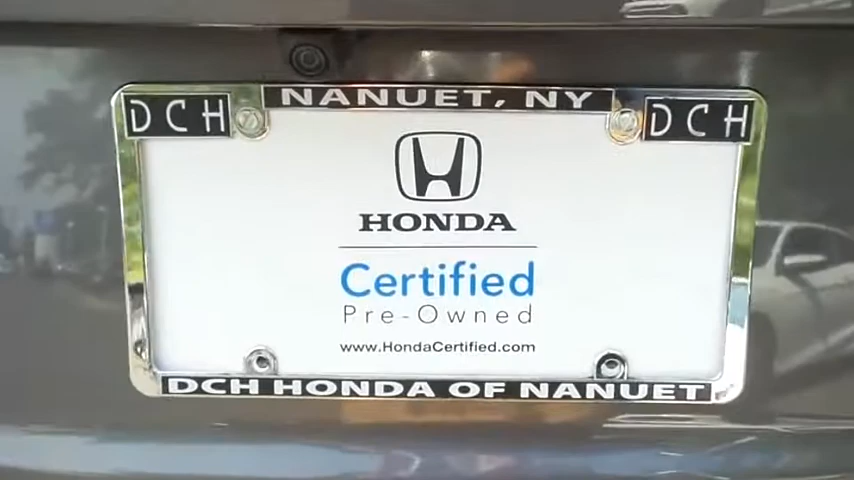 DCH NANUET, NY DCH
HONDA
Certified
Pre-Owned
www.HondaCertified.com
DCH HONDA OF NANUET